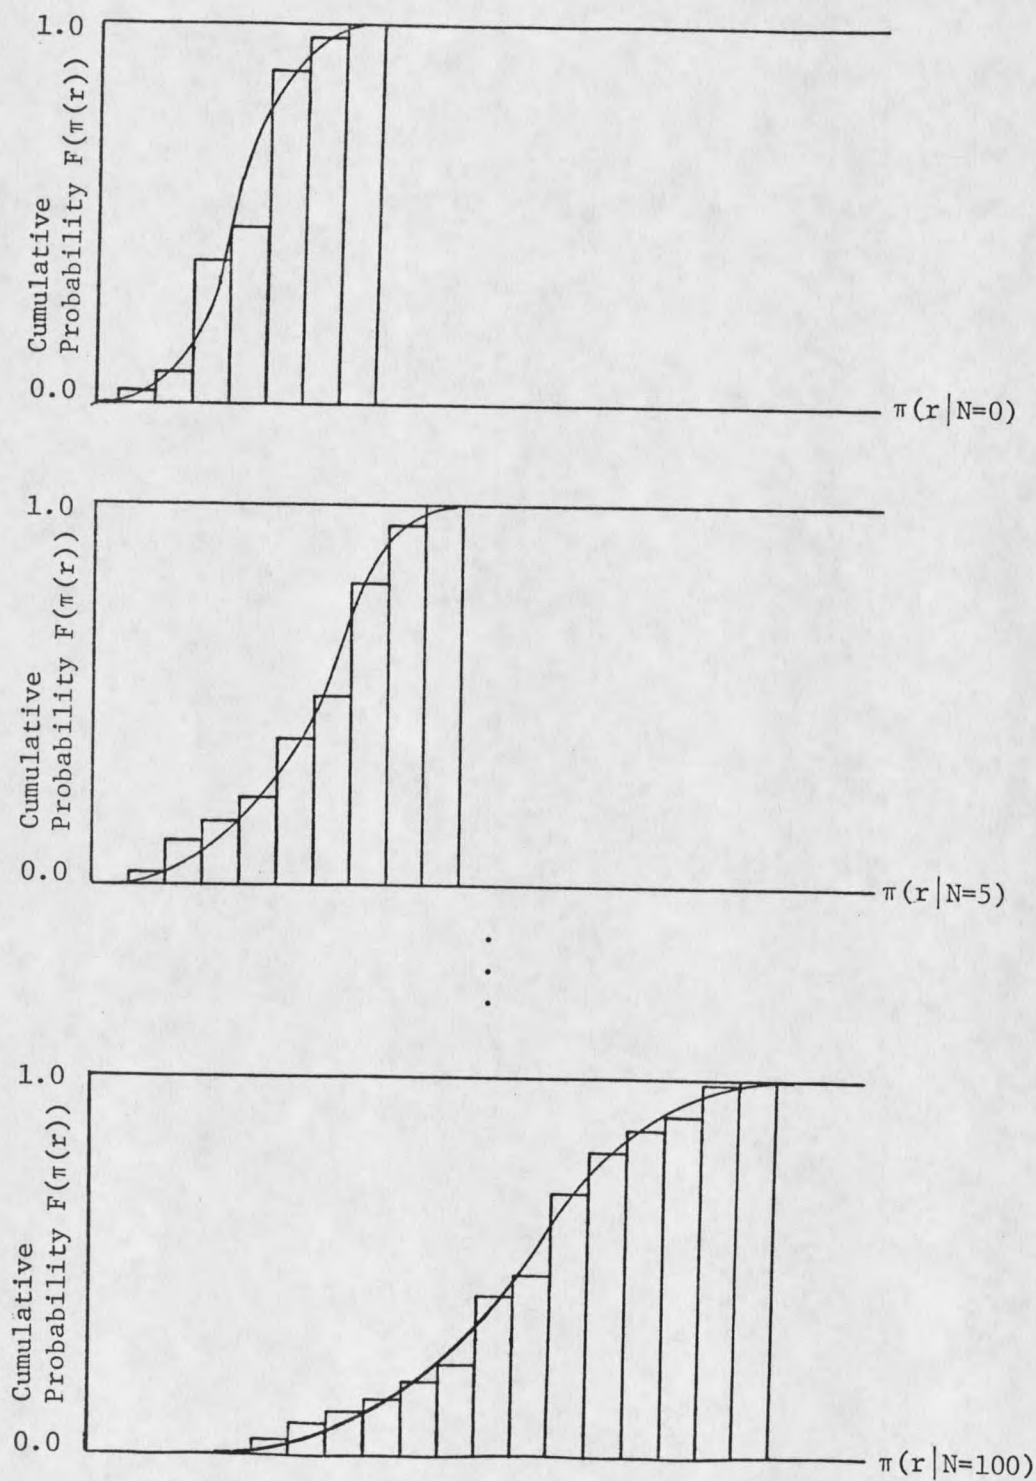 1.0
Cumulative
Probability F(π(r))
0.0
π(r|N=0)
1.0
Cumulative
Probability F(π(r))
0.0
π(r|N=5)
1.0
Cumulative
Probability F(π(r))
0.0
π(r|N=100)